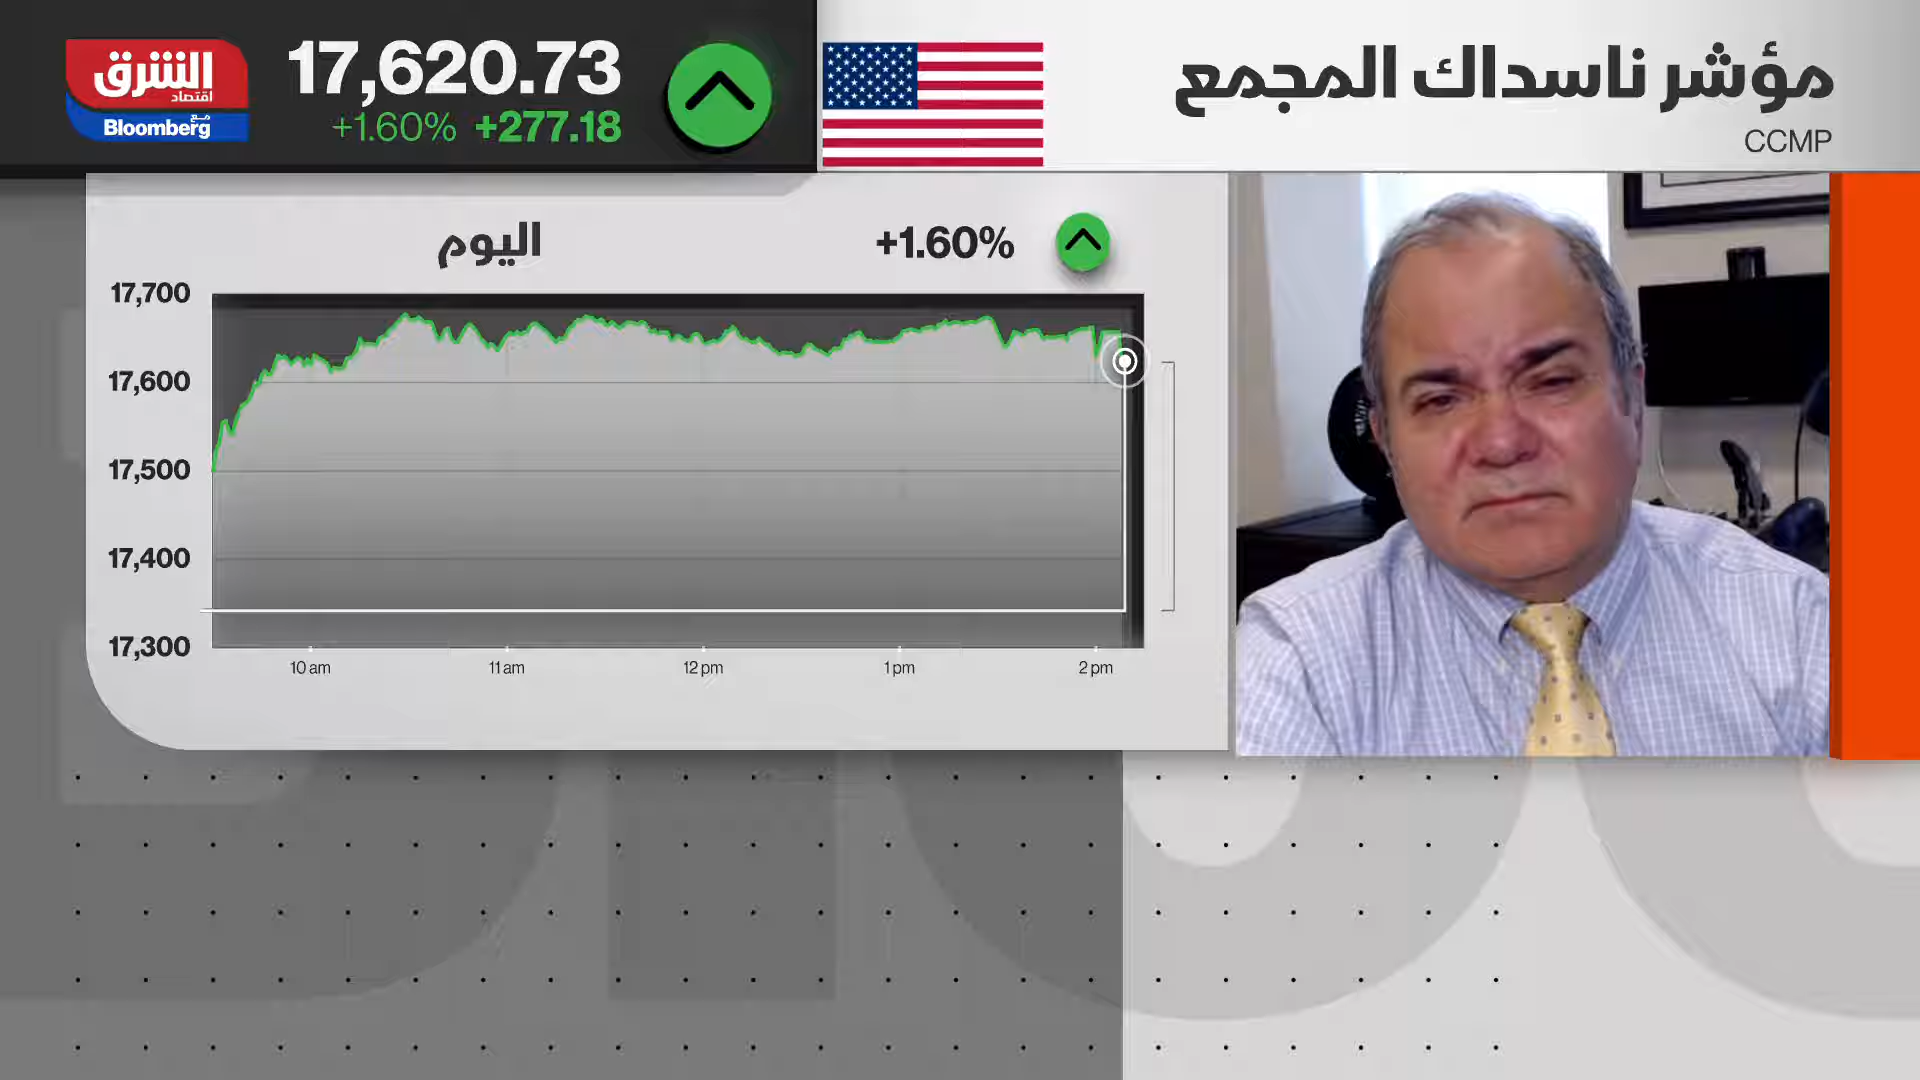 مؤشر ناسداك المجمع
CCMP
17,620.73
+1.60% +277.18
الشرق
اقتصاد
مع
Bloomberg
اليوم
+1.60%
17,700
17,600
17,500
17,400
17,300
10 am 11 am 12 pm 1 pm 2 pm